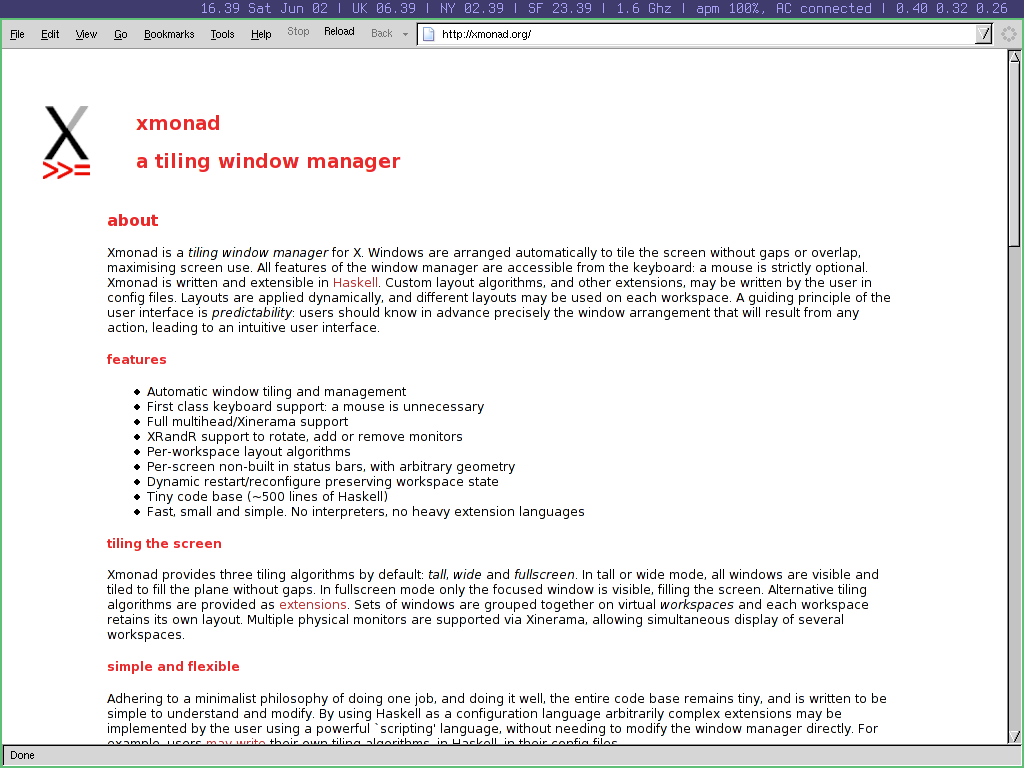 16.39 Sat Jun 02 | UK 06.39 | NY 02.39 | SF 23.39 | 1.6 Ghz | apm 100%, AC connected | 0.40 0.32 0.26
File Edit View Go Bookmarks Tools Help Stop Reload Back http://xmonad.org/
X
>>=
xmonad
a tiling window manager
about
Xmonad is a tiling window manager for X. Windows are arranged automatically to tile the screen without gaps or overlap,
maximising screen use. All features of the window manager are accessible from the keyboard: a mouse is strictly optional.
Xmonad is written and extensible in Haskell. Custom layout algorithms, and other extensions, may be written by the user in
config files. Layouts are applied dynamically, and different layouts may be used on each workspace. A guiding principle of the
user interface is predictability: users should know in advance precisely the window arrangement that will result from any
action, leading to an intuitive user interface.
features
Automatic window tiling and management
First class keyboard support: a mouse is unnecessary
Full multihead/Xinerama support
XRandR support to rotate, add or remove monitors
Per-workspace layout algorithms
Per-screen non-built in status bars, with arbitrary geometry
Dynamic restart/reconfigure preserving workspace state
Tiny code base (~500 lines of Haskell)
Fast, small and simple. No interpreters, no heavy extension languages
tiling the screen
Xmonad provides three tiling algorithms by default: tall, wide and fullscreen. In tall or wide mode, all windows are visible and
tiled to fill the plane without gaps. In fullscreen mode only the focused window is visible, filling the screen. Alternative tiling
algorithms are provided as extensions. Sets of windows are grouped together on virtual workspaces and each workspace
retains its own layout. Multiple physical monitors are supported via Xinerama, allowing simultaneous display of several
workspaces.
simple and flexible
Adhering to a minimalist philosophy of doing one job, and doing it well, the entire code base remains tiny, and is written to be
simple to understand and modify. By using Haskell as a configuration language arbitrarily complex extensions may be
implemented by the user using a powerful `scripting' language, without needing to modify the window manager directly. For
example, users may write their own tiling algorithms, in Haskell, in their config files.
Done